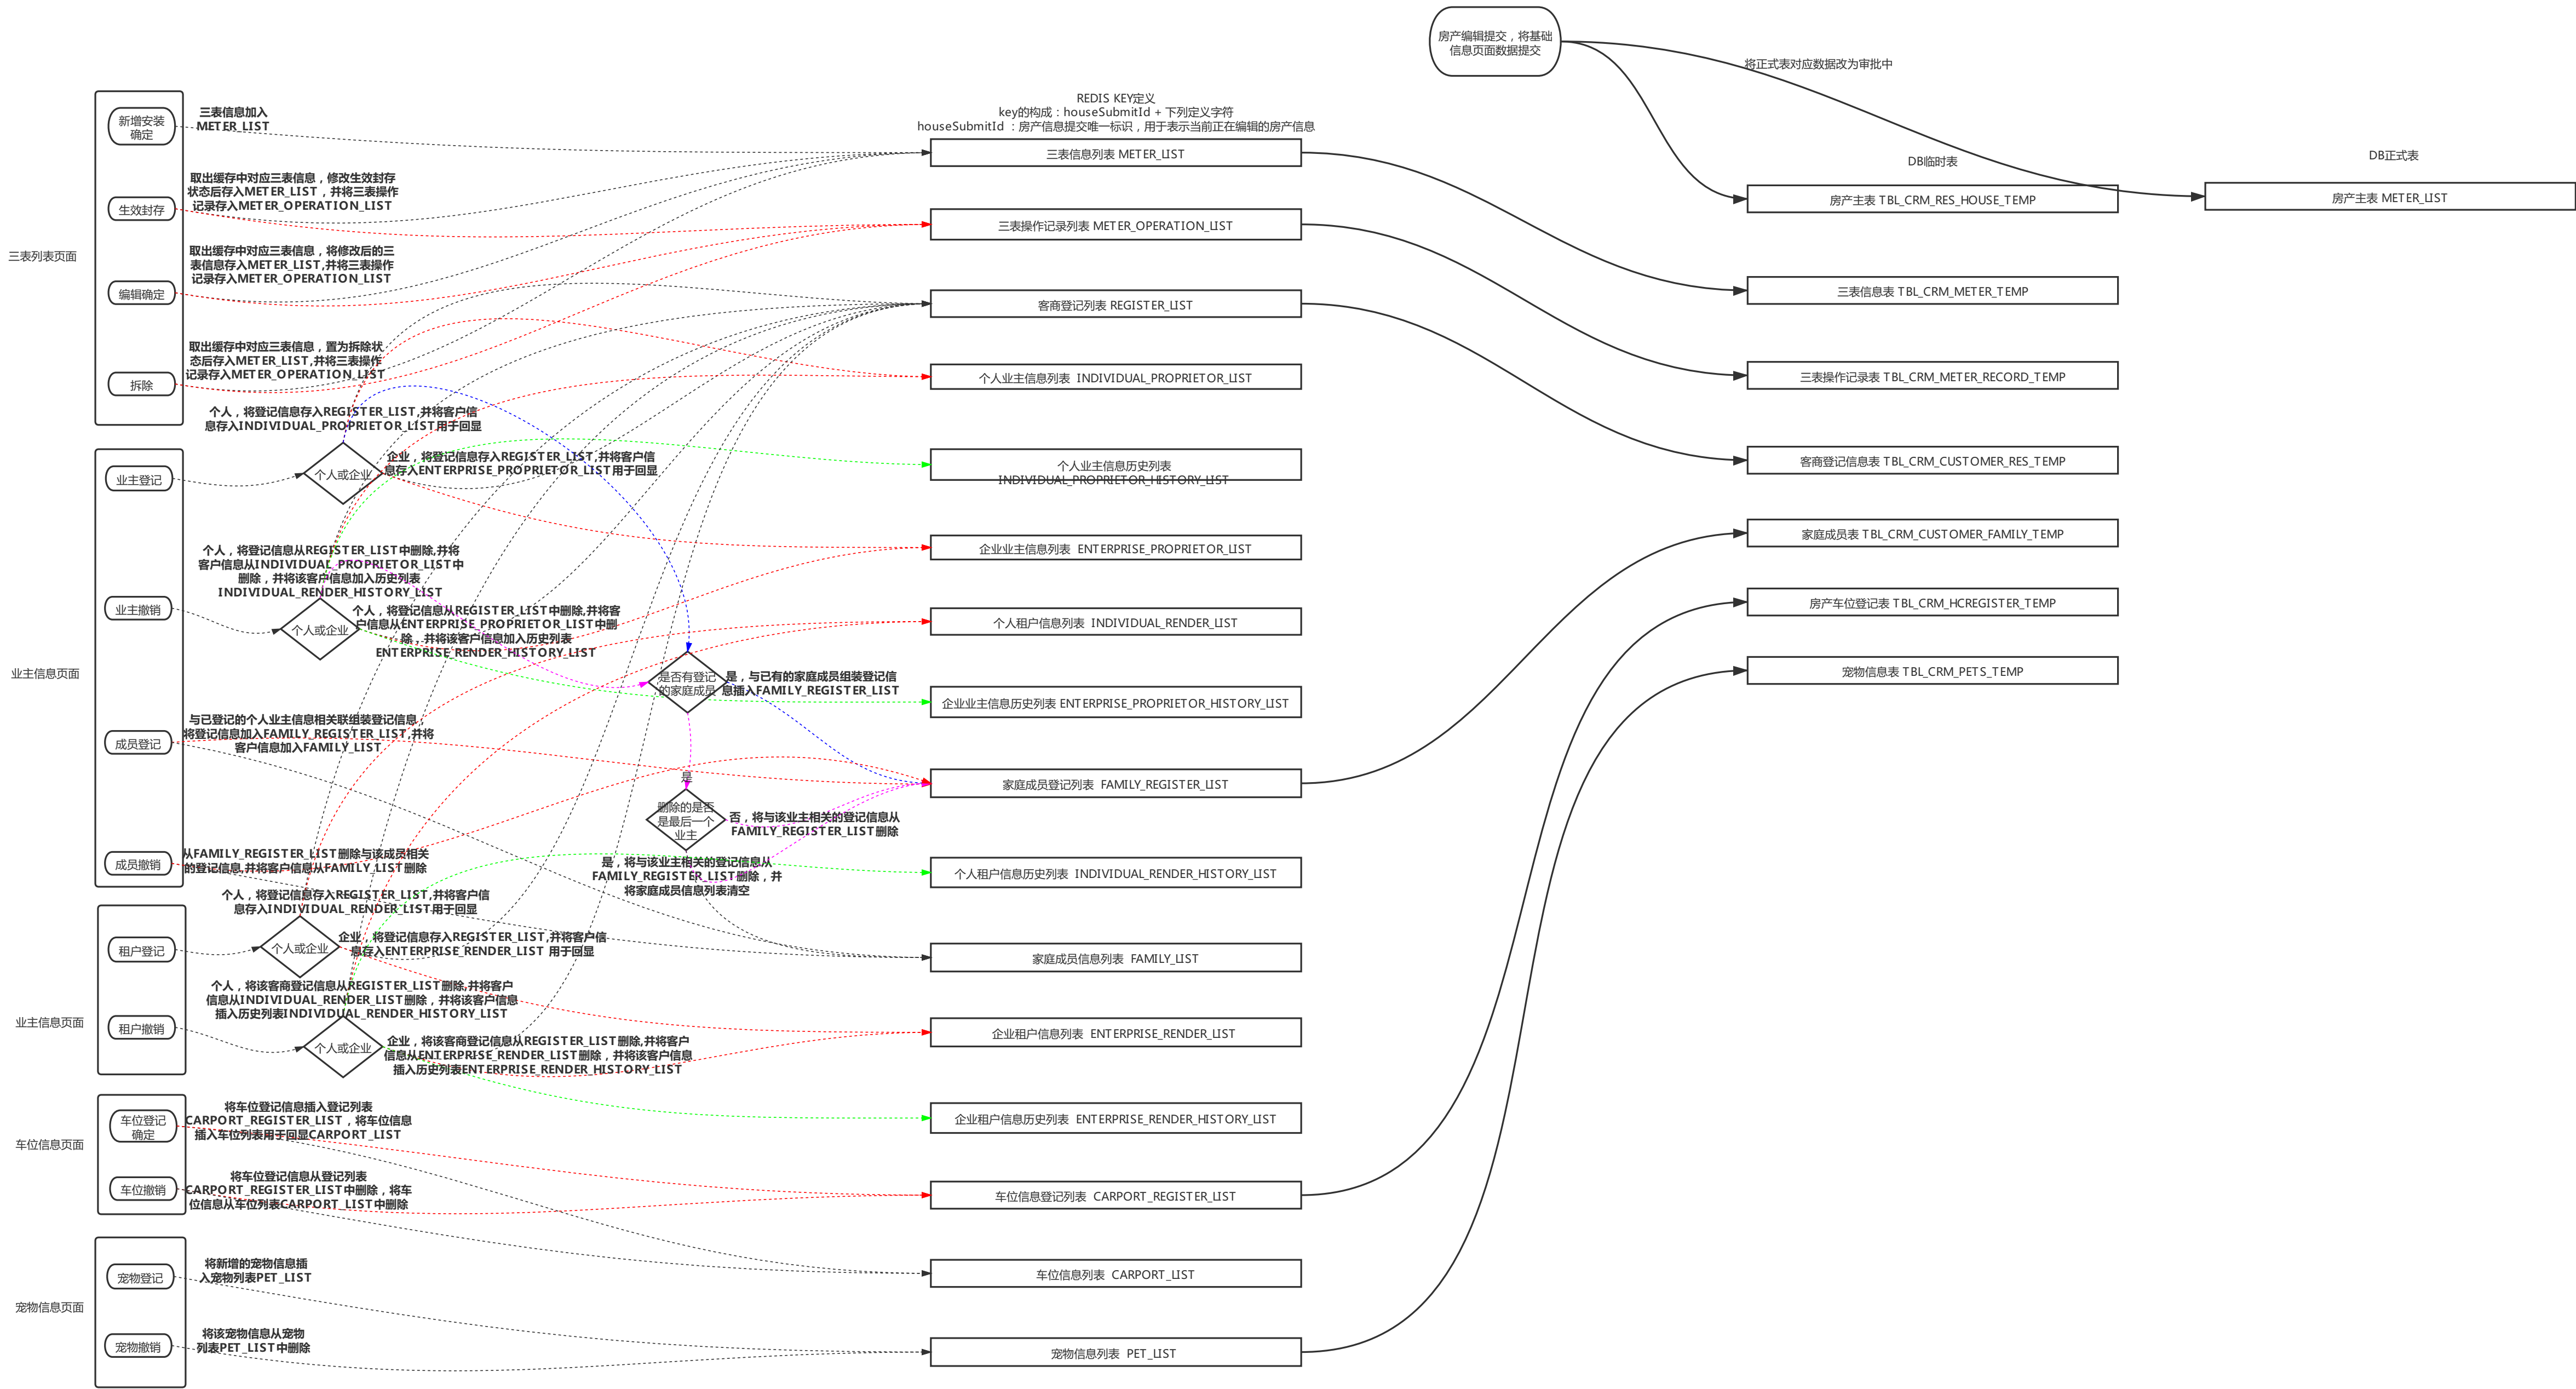 房产编辑提交，将基础
信息页面数据提交
将正式表对应数据改为审批中
REDIS KEY定义
key的构成：houseSubmitId + 下列定义字符
houseSubmitId ：房产信息提交唯一标识，用于表示当前正在编辑的房产信息
DB临时表
DB正式表
三表列表页面
新增安装
确定
三表信息加入
METER_LIST
生效封存
取出缓存中对应三表信息，修改生效封存
状态后存入METER_LIST，并将三表操作
记录存入METER_OPERATION_LIST
编辑确定
取出缓存中对应三表信息，将修改后的三
表信息存入METER_LIST,并将三表操作
记录存入METER_OPERATION_LIST
拆除
取出缓存中对应三表信息，置为拆除状
态后存入METER_LIST,并将三表操作
记录存入METER_OPERATION_LIST
业主信息页面
业主登记
个人或企业
个人，将登记信息存入REGISTER_LIST,并将客户信
息存入INDIVIDUAL_PROPRIETOR_LIST用于回显
企业，将登记信息存入REGISTER_LIST,并将客户信
息存入ENTERPRISE_PROPRIETOR_LIST用于回显
业主撤销
个人或企业
个人，将登记信息从REGISTER_LIST中删除,并将
客户信息从INDIVIDUAL_PROPRIETOR_LIST中
删除，并将该客户信息加入历史列表
INDIVIDUAL_RENDER_HISTORY_LIST
个人，将登记信息从REGISTER_LIST中删除,并将客
户信息从ENTERPRISE_PROPRIETOR_LIST中删
除，并将该客户信息加入历史列表
ENTERPRISE_RENDER_HISTORY_LIST
是否有登记
的家庭成员
是，与已有的家庭成员组装登记信
息插入FAMILY_REGISTER_LIST
是
删除的是否
是最后一个
业主
否，将与该业主相关的登记信息从
FAMILY_REGISTER_LIST删除
是，将与该业主相关的登记信息从
FAMILY_REGISTER_LIST删除，并
将家庭成员信息列表清空
成员登记
与已登记的个人业主信息相关联组装登记信息，
将登记信息加入FAMILY_REGISTER_LIST,并将
客户信息加入FAMILY_LIST
成员撤销
从FAMILY_REGISTER_LIST删除与该成员相关
的登记信息,并将客户信息从FAMILY_LIST删除
业主信息页面
租户登记
个人或企业
个人，将登记信息存入REGISTER_LIST,并将客户信
息存入INDIVIDUAL_RENDER_LIST用于回显
企业，将登记信息存入REGISTER_LIST,并将客户信
息存入ENTERPRISE_RENDER_LIST 用于回显
租户撤销
个人或企业
个人，将该客商登记信息从REGISTER_LIST删除,并将客户
信息从INDIVIDUAL_RENDER_LIST删除，并将该客户信息
插入历史列表INDIVIDUAL_RENDER_HISTORY_LIST
企业，将该客商登记信息从REGISTER_LIST删除,并将客户
信息从ENTERPRISE_RENDER_LIST删除，并将该客户信息
插入历史列表ENTERPRISE_RENDER_HISTORY_LIST
车位信息页面
车位登记
确定
将车位登记信息插入登记列表
CARPORT_REGISTER_LIST，将车位信息
插入车位列表用于回显CARPORT_LIST
车位撤销
将车位登记信息从登记列表
CARPORT_REGISTER_LIST中删除，将车
位信息从车位列表CARPORT_LIST中删除
宠物信息页面
宠物登记
将新增的宠物信息插
入宠物列表PET_LIST
宠物撤销
将该宠物信息从宠物
列表PET_LIST中删除
三表信息列表 METER_LIST
三表操作记录列表 METER_OPERATION_LIST
客商登记列表 REGISTER_LIST
个人业主信息列表 INDIVIDUAL_PROPRIETOR_LIST
个人业主信息历史列表
INDIVIDUAL_PROPRIETOR_HISTORY_LIST
企业业主信息列表 ENTERPRISE_PROPRIETOR_LIST
个人租户信息列表 INDIVIDUAL_RENDER_LIST
企业业主信息历史列表 ENTERPRISE_PROPRIETOR_HISTORY_LIST
家庭成员登记列表 FAMILY_REGISTER_LIST
个人租户信息历史列表 INDIVIDUAL_RENDER_HISTORY_LIST
家庭成员信息列表 FAMILY_LIST
企业租户信息列表 ENTERPRISE_RENDER_LIST
企业租户信息历史列表 ENTERPRISE_RENDER_HISTORY_LIST
车位信息登记列表 CARPORT_REGISTER_LIST
车位信息列表 CARPORT_LIST
宠物信息列表 PET_LIST
房产主表 TBL_CRM_RES_HOUSE_TEMP
三表信息表 TBL_CRM_METER_TEMP
三表操作记录表 TBL_CRM_METER_RECORD_TEMP
客商登记信息表 TBL_CRM_CUSTOMER_RES_TEMP
家庭成员表 TBL_CRM_CUSTOMER_FAMILY_TEMP
房产车位登记表 TBL_CRM_HCREGISTER_TEMP
宠物信息表 TBL_CRM_PETS_TEMP
房产主表 METER_LIST